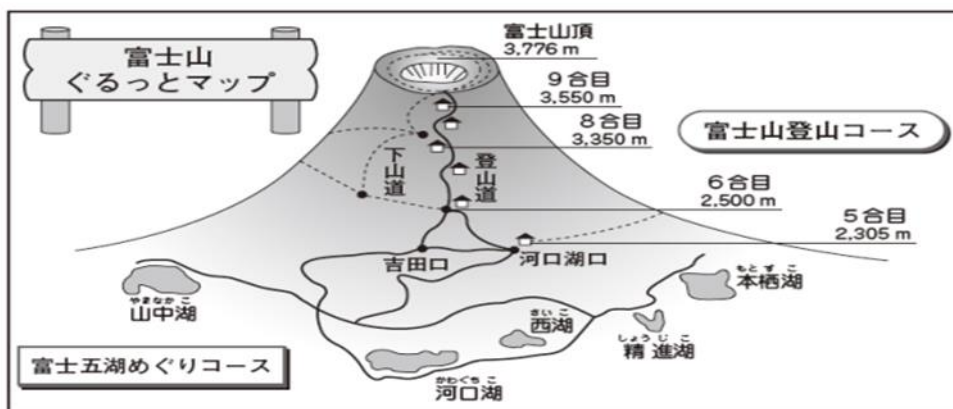 富士山
ぐるっとマップ
富士山頂
3,776 m
9合目
3,550 m
8合目
3,350 m
富士山登山コース
下山道
登山道
6合目
2,500 m
5合目
2,305 m
吉田口
河口湖口
やまなか こ
山中湖
もと す こ
本栖湖
さい こ
西湖
しょう じ こ
精進湖
富士五湖めぐりコース
かわぐち こ
河口湖